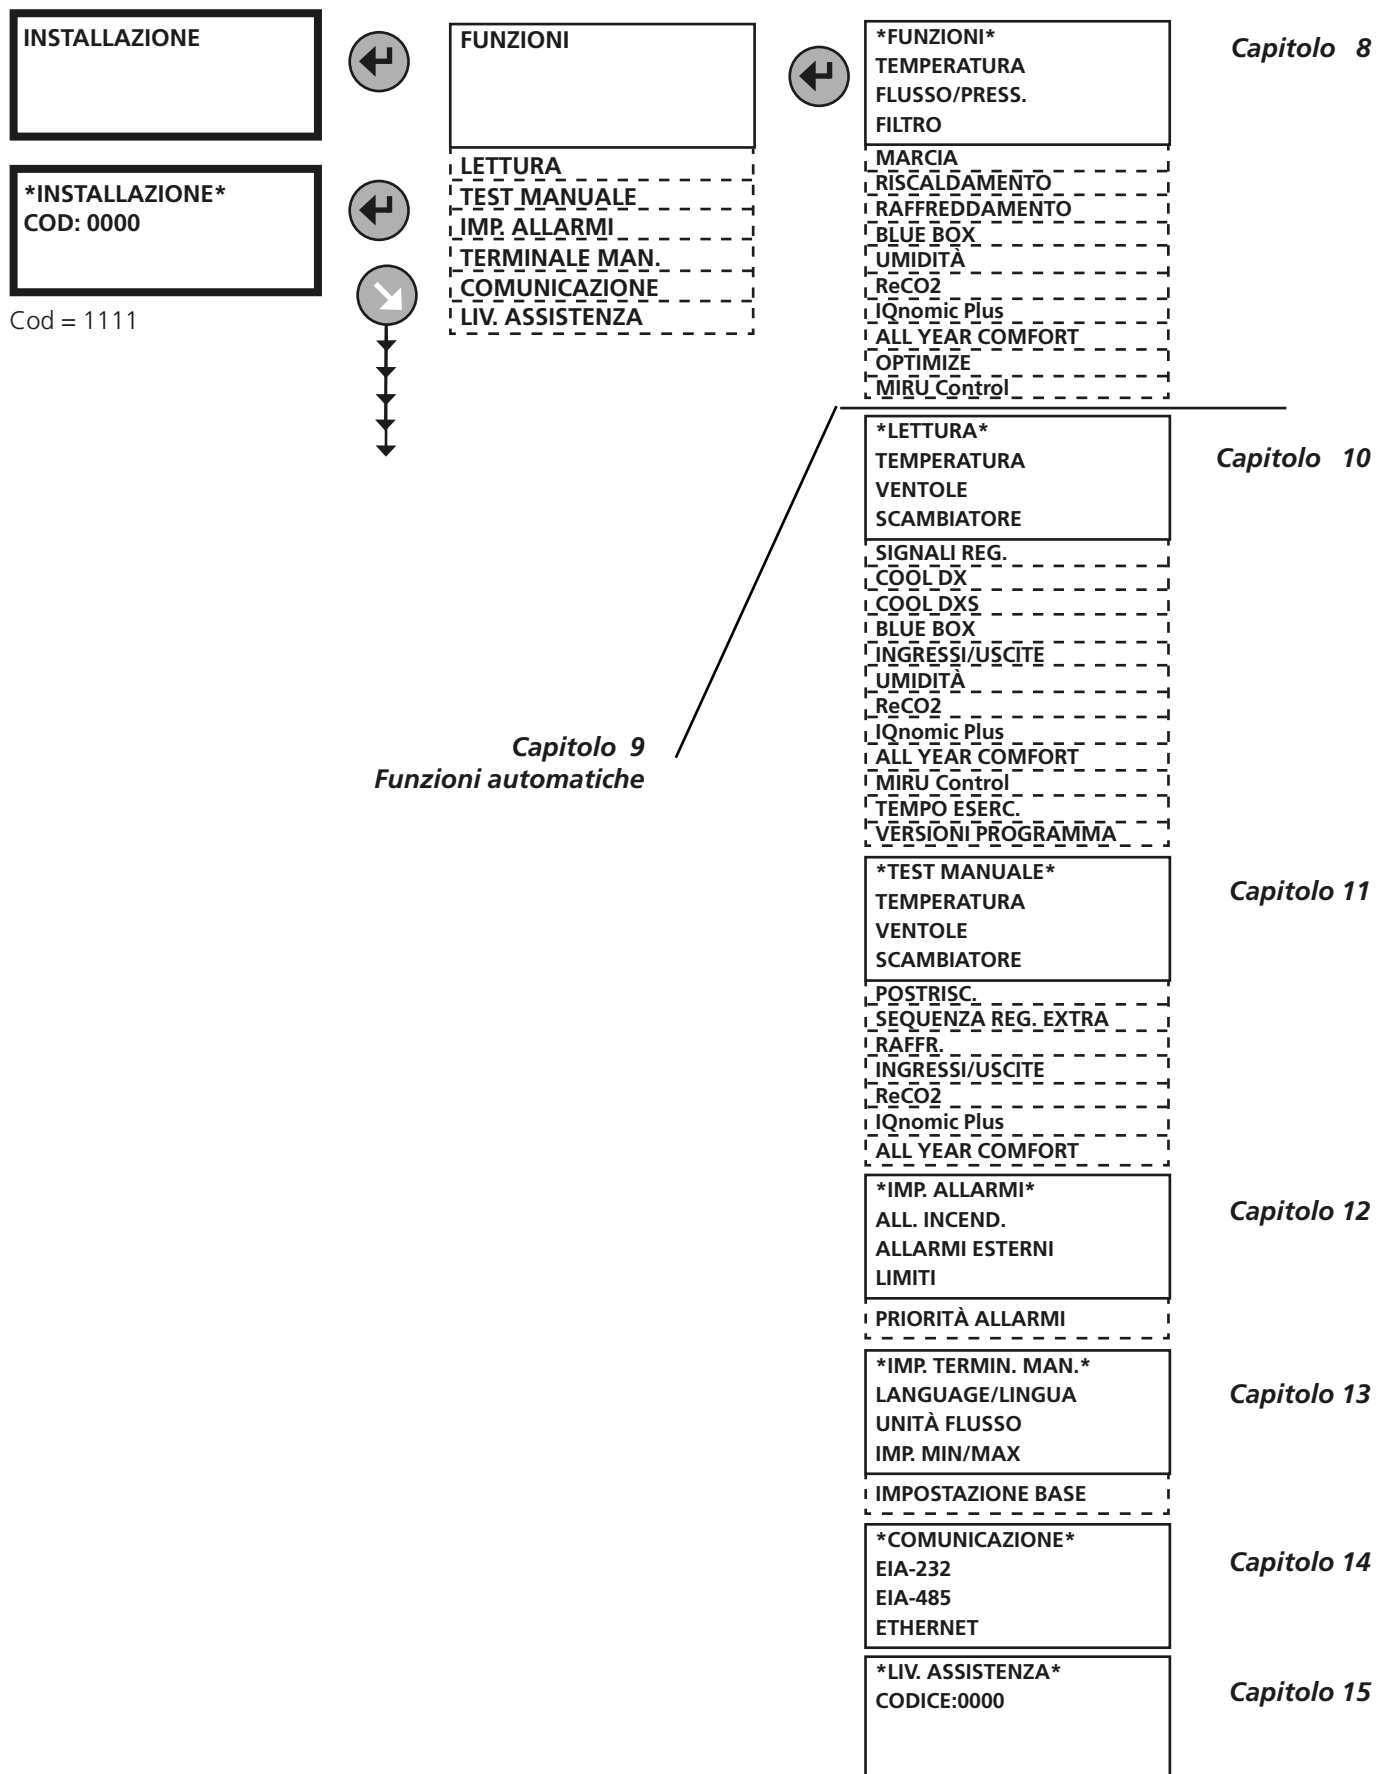 INSTALLAZIONE
*INSTALLAZIONE*
COD: 0000
Cod = 1111
FUNZIONI
LETTURA
TEST MANUALE
IMP. ALLARMI
TERMINALE MAN.
COMUNICAZIONE
LIV. ASSISTENZA
*FUNZIONI*
TEMPERATURA
FLUSSO/PRESS.
FILTRO
MARCIA
RISCALDAMENTO
RAFFREDDAMENTO
BLUE BOX
UMIDITÀ
ReCO2
IQnomic Plus
ALL YEAR COMFORT
OPTIMIZE
MIRU Control
Capitolo 8
Capitolo 9
Funzioni automatiche
*LETTURA*
TEMPERATURA
VENTOLE
SCAMBIATORE
SIGNALI REG.
COOL DX
COOL DXS
BLUE BOX
INGRESSI/USCITE
UMIDITÀ
ReCO2
IQnomic Plus
ALL YEAR COMFORT
MIRU Control
TEMPO ESERC.
VERSIONI PROGRAMMA
Capitolo 10
*TEST MANUALE*
TEMPERATURA
VENTOLE
SCAMBIATORE
POSTRISC.
SEQUENZA REG. EXTRA
RAFFR.
INGRESSI/USCITE
ReCO2
IQnomic Plus
ALL YEAR COMFORT
Capitolo 11
*IMP. ALLARMI*
ALL. INCEND.
ALLARMI ESTERNI
LIMITI
PRIORITÀ ALLARMI
Capitolo 12
*IMP. TERMIN. MAN.*
LANGUAGE/LINGUA
UNITÀ FLUSSO
IMP. MIN/MAX
IMPOSTAZIONE BASE
Capitolo 13
*COMUNICAZIONE*
EIA-232
EIA-485
ETHERNET
Capitolo 14
*LIV. ASSISTENZA*
CODICE:0000
Capitolo 15